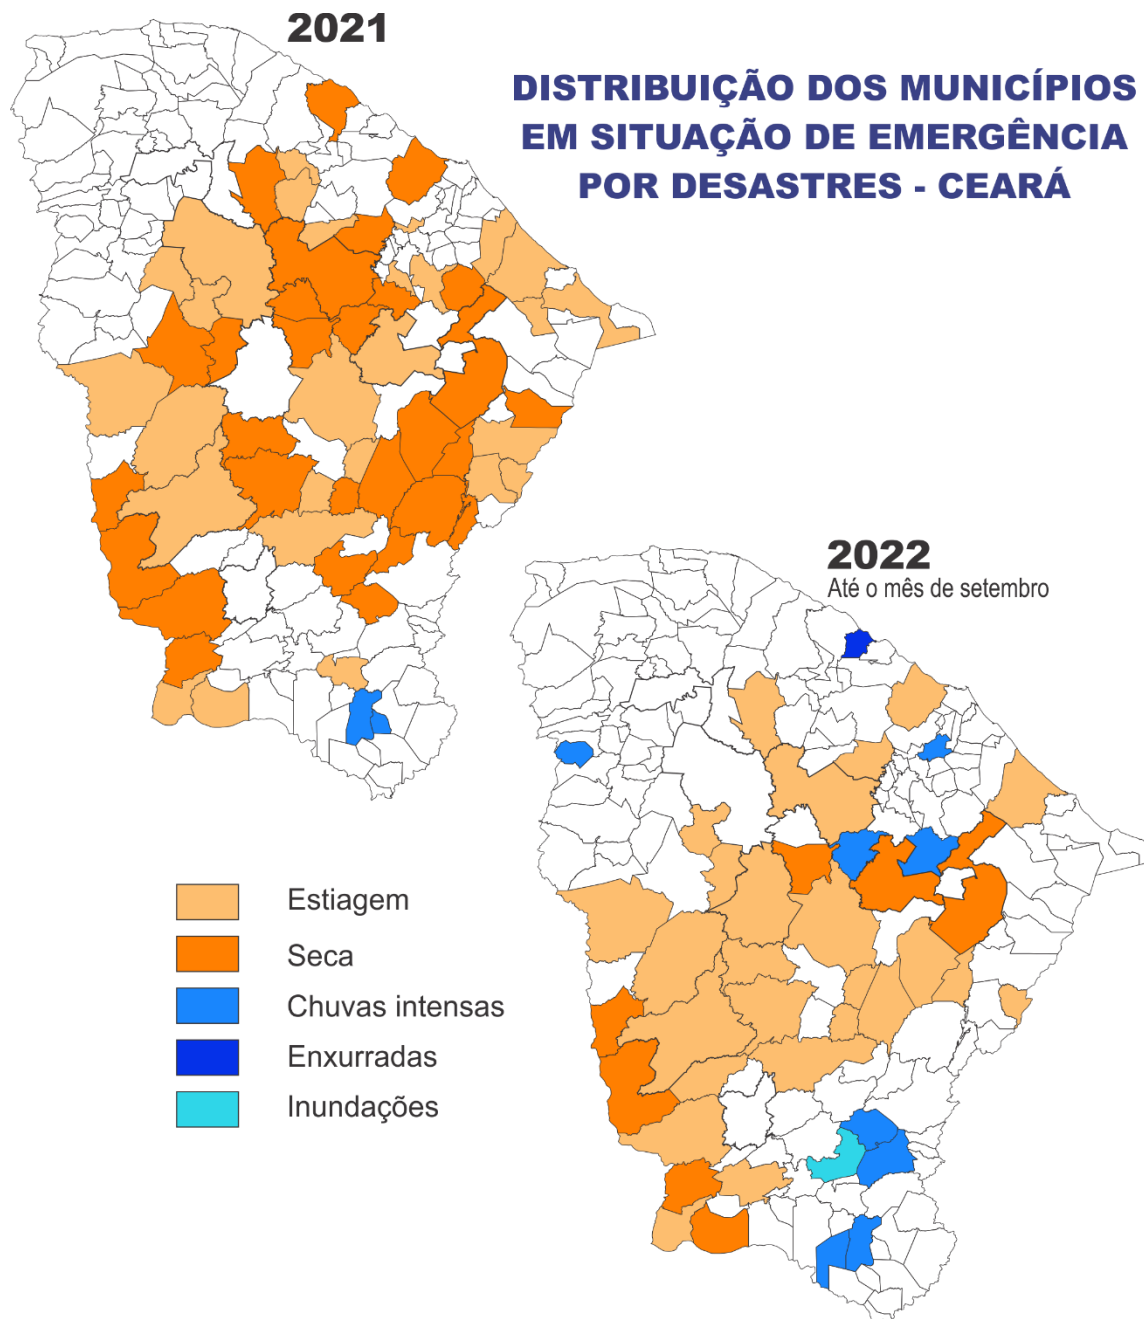 2021
DISTRIBUIÇÃO DOS MUNICÍPIOS
EM SITUAÇÃO DE EMERGÊNCIA
POR DESASTRES - CEARÁ
2022
Até o mês de setembro
Estiagem
Seca
Chuvas intensas
Enxurradas
Inundações